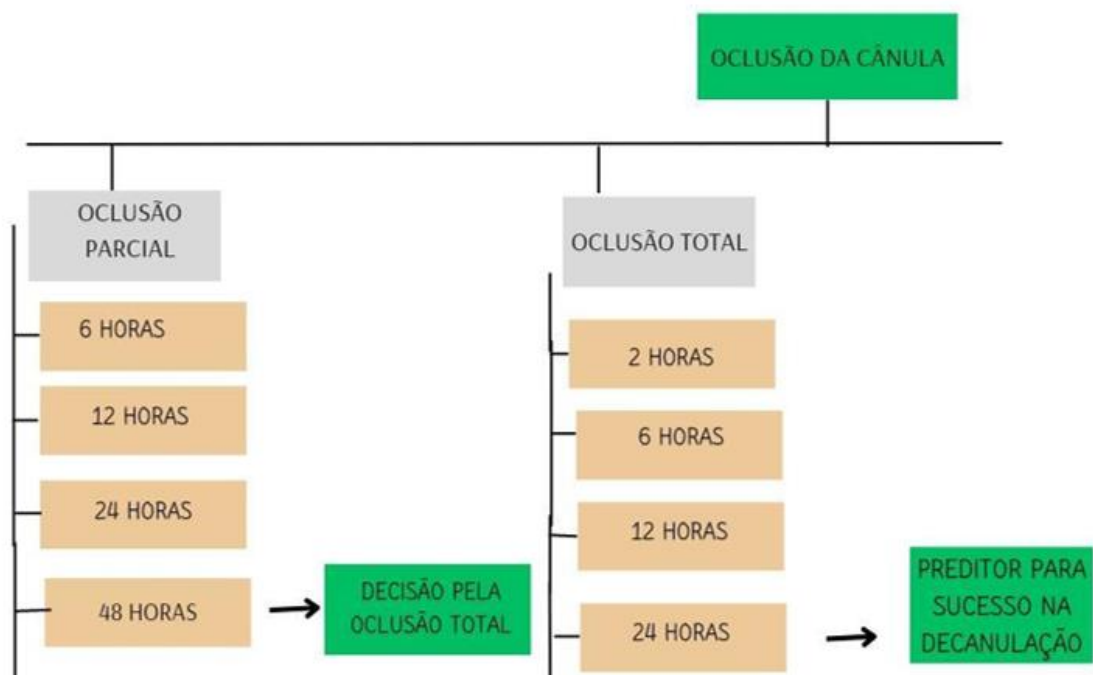 OCLUSÃO DA CÂNULA
OCLUSÃO
PARCIAL
6 HORAS
12 HORAS
24 HORAS
48 HORAS
DECISÃO PELA
OCLUSÃO TOTAL
OCLUSÃO TOTAL
2 HORAS
6 HORAS
12 HORAS
24 HORAS
PREDITOR PARA
SUCESSO NA
DECANULAÇÃO